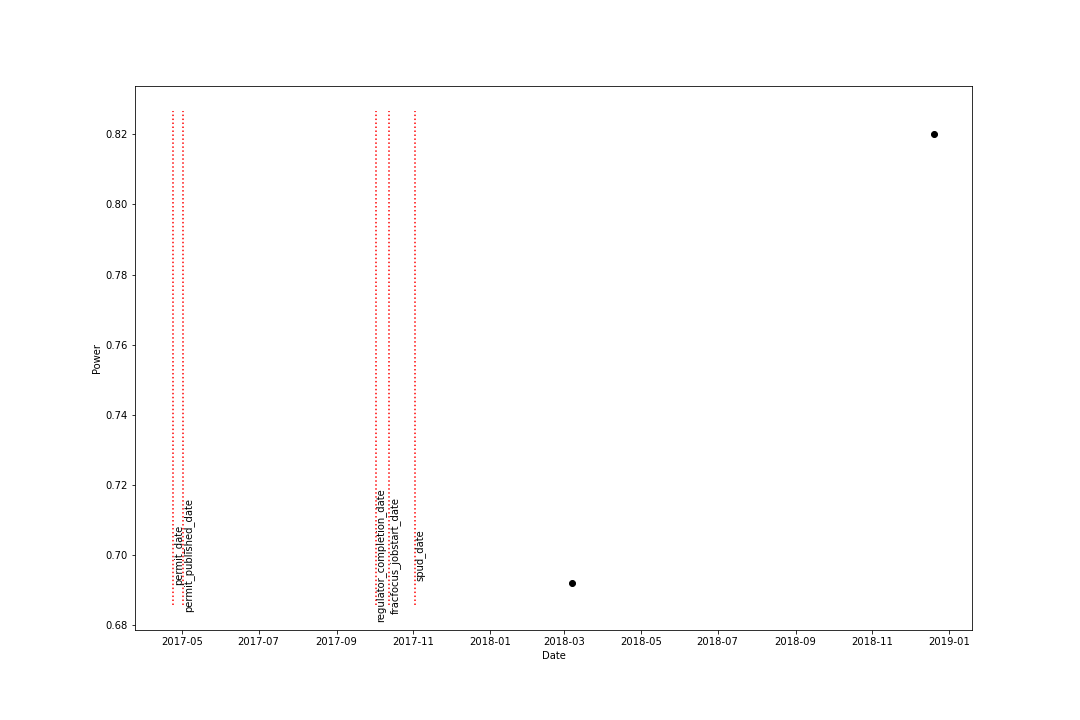 0.82
0.80
0.78
0.76
0.74
0.72
0.70
0.68
Power
permit_date
permit_published_date
regulator_completion_date
fracfocus_jobstart_date
spud_date
2017-05
2017-07
2017-09
2017-11
2018-01
2018-03
2018-05
2018-07
2018-09
2018-11
2019-01
Date